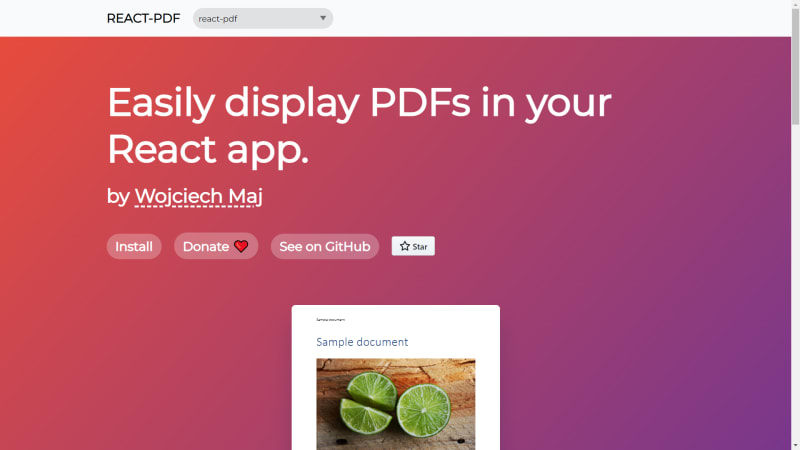 REACT-PDF
react-pdf
Easily display PDFs in your
React app.
by Wojciech Maj
Install
Donate
See on GitHub
Star
Sample document
Sample document